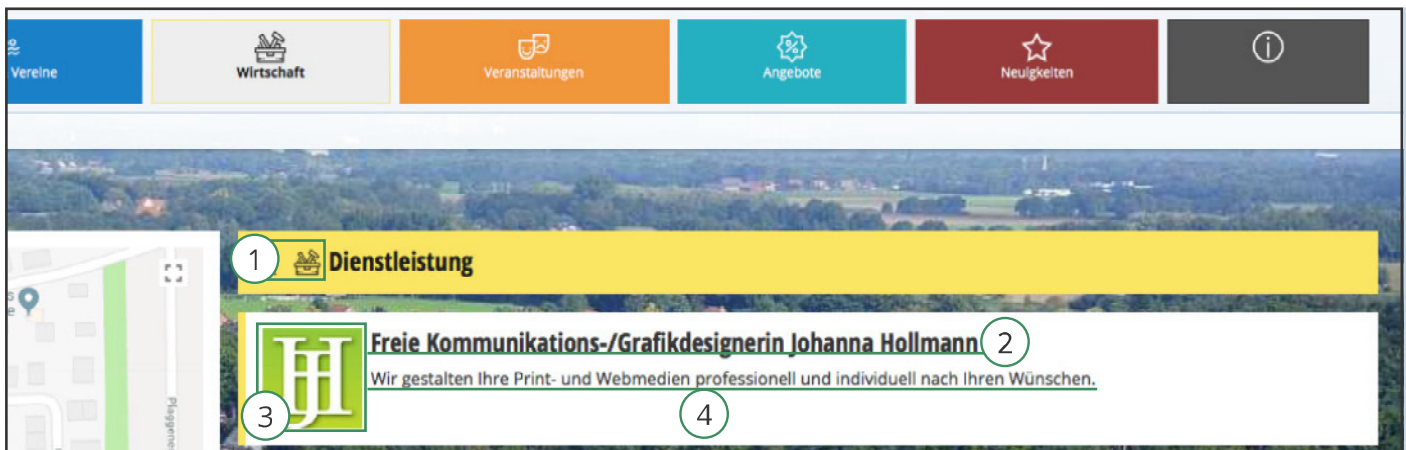 Vereine
Wirtschaft
Veranstaltungen
Angebote
Neuigkeiten
1 Dienstleistung
Freie Kommunikations-/Grafikdesignerin Johanna Hollmann 2
Wir gestalten Ihre Print- und Webmedien professionell und individuell nach Ihren Wünschen.
3
4
HJ